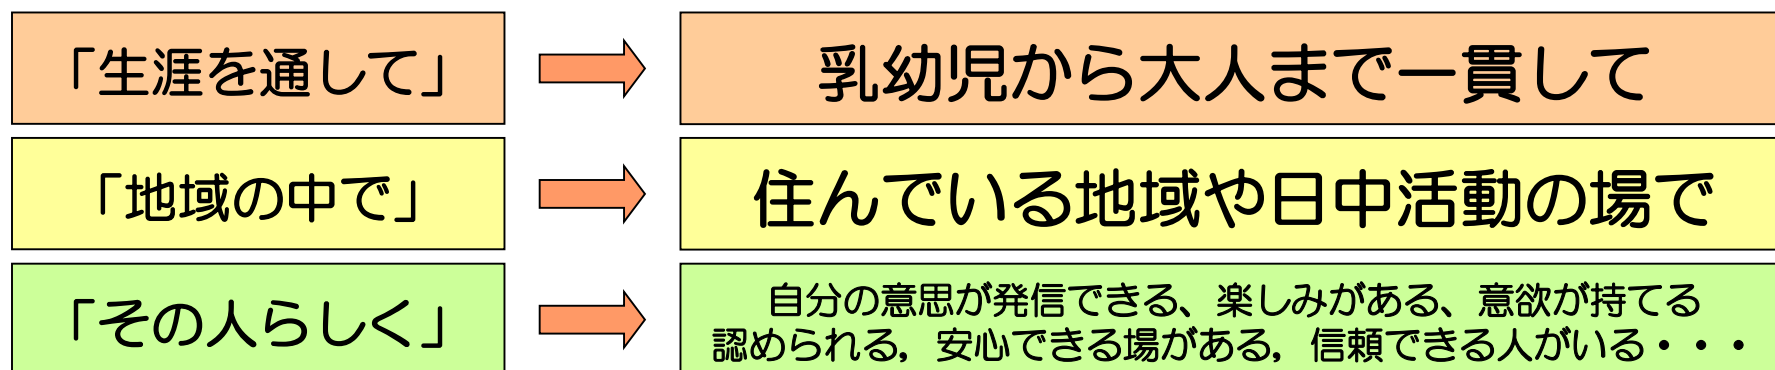 「生涯を通して」
乳幼児から大人まで一貫して
「地域の中で」
住んでいる地域や日中活動の場で
「その人らしく」
自分の意思が発信できる、楽しみがある、意欲が持てる
認められる，安心できる場がある，信頼できる人がいる・・・